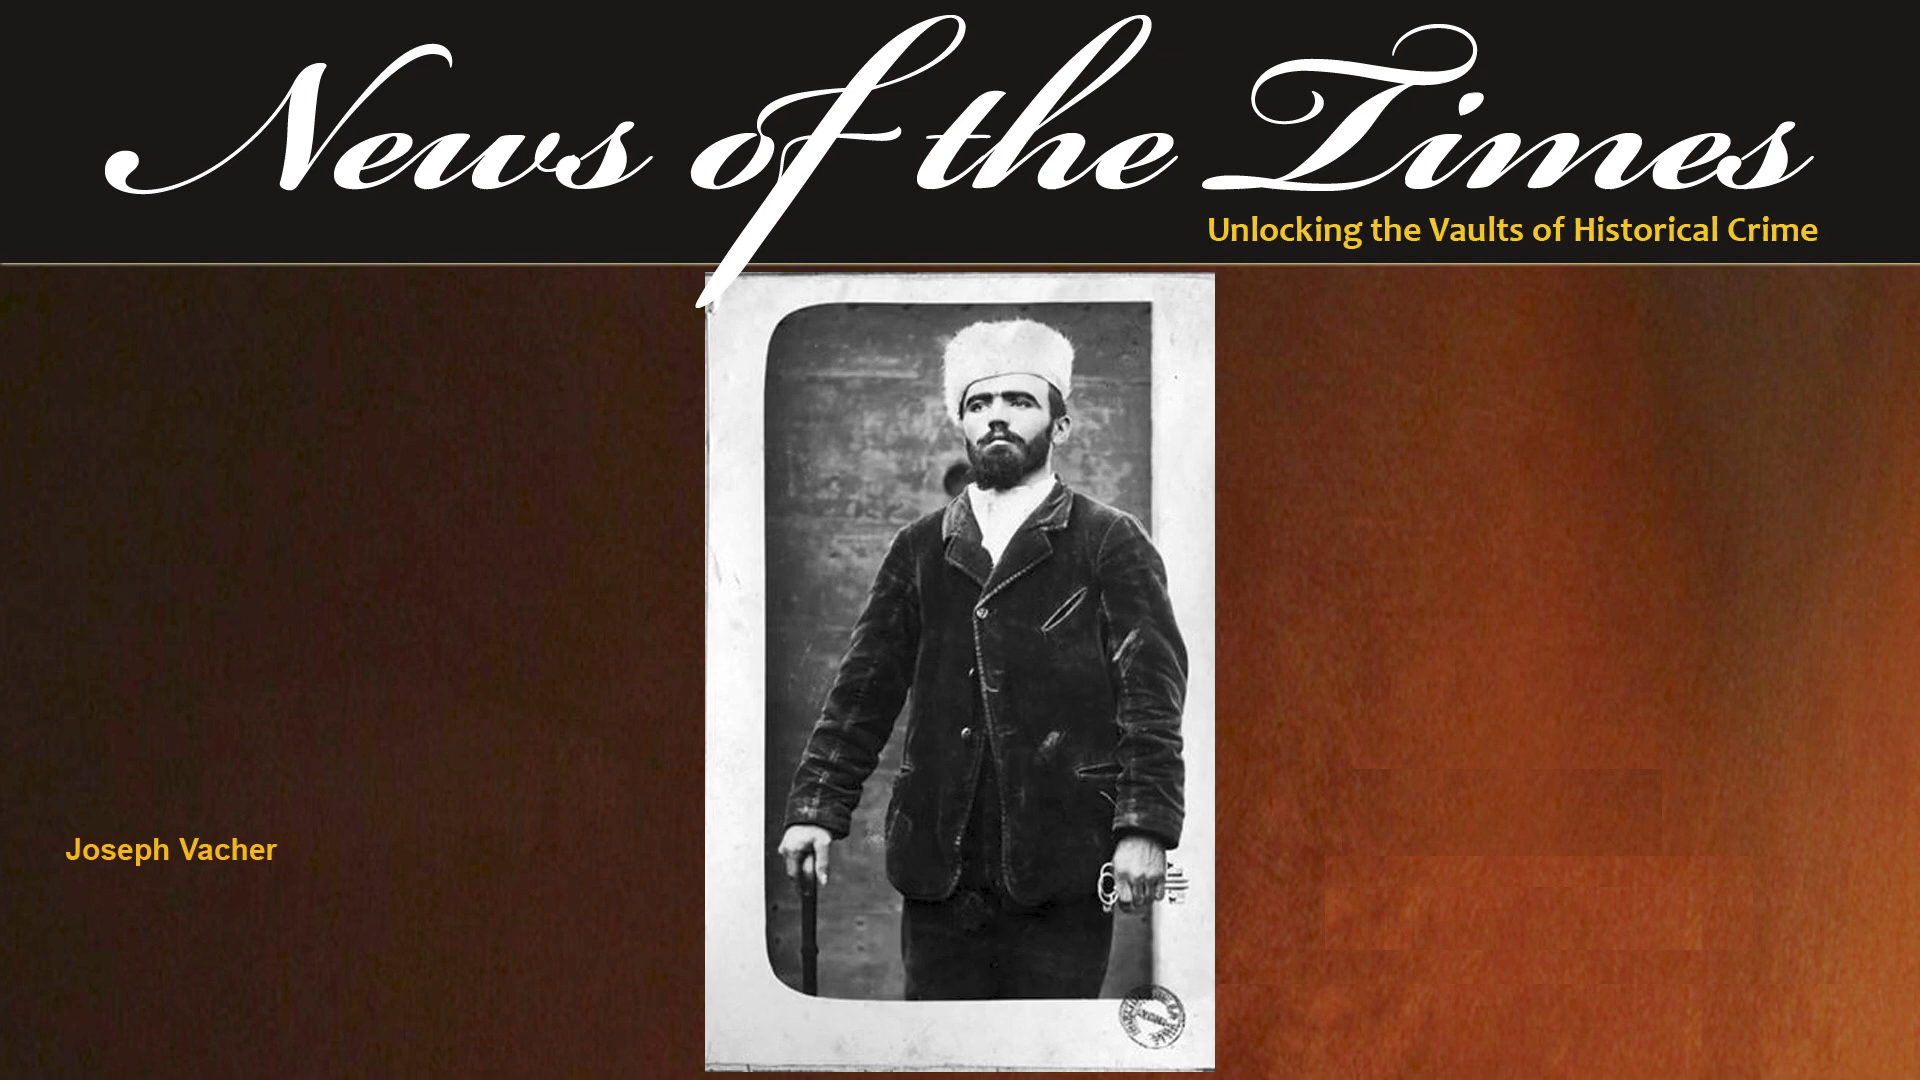 News of the Times
Unlocking the Vaults of Historical Crime
Joseph Vacher